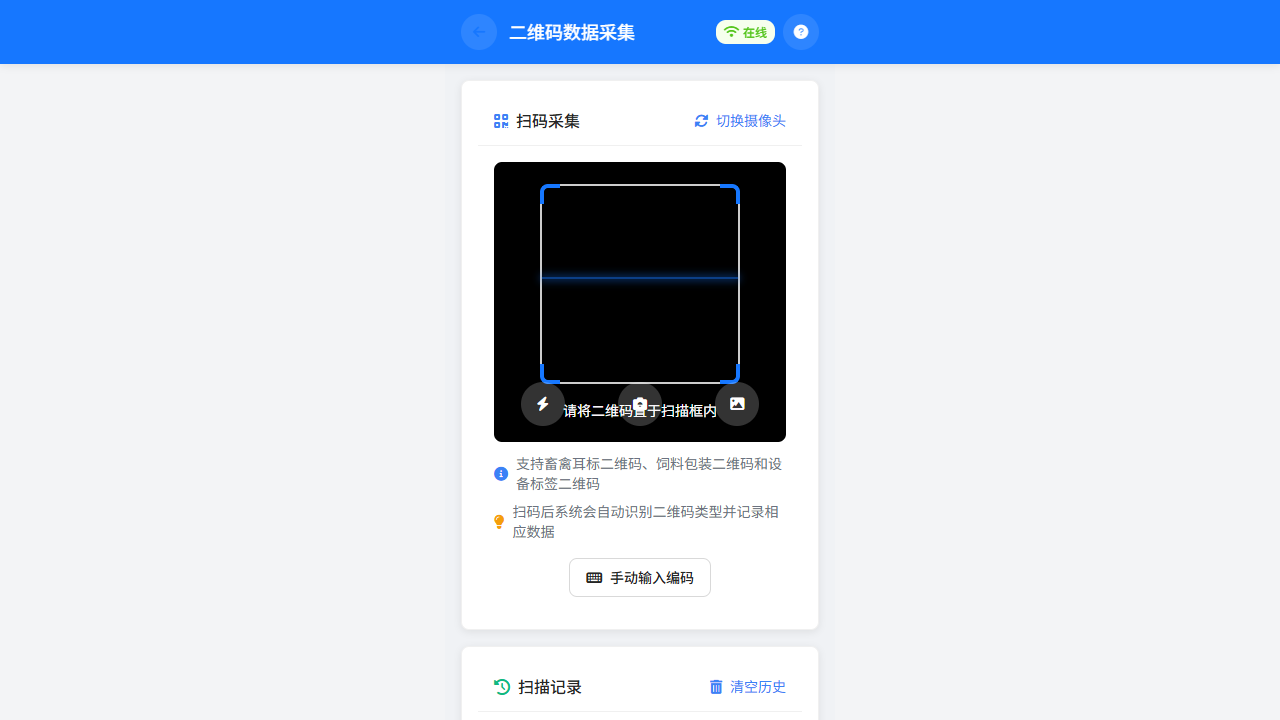 二维码数据采集
在线
扫码采集
切换摄像头
请将二维码置于扫描框内
支持畜禽耳标二维码、饲料包装二维码和设
备标签二维码
扫码后系统会自动识别二维码类型并记录相
应数据
手动输入编码
扫描记录
清空历史